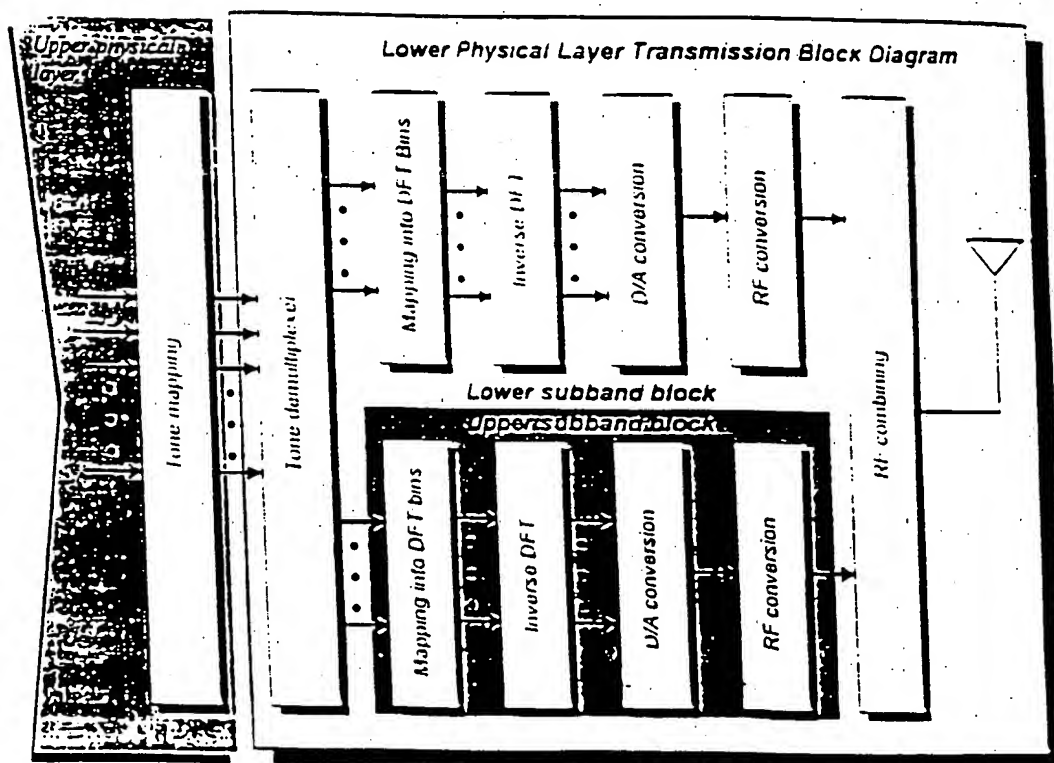 Upper physical
layer
Lower Physical Layer Transmission Blocx Diagram
Tone mapping
Tone demultiplexer
Mapping into DFT Bins
Inverse DFT
D/A conversion
RF conversion
RF combining
Lower subband block
Upper subband block
Mapping into DFT bins
Inverse DFT
D/A conversion
RF conversion